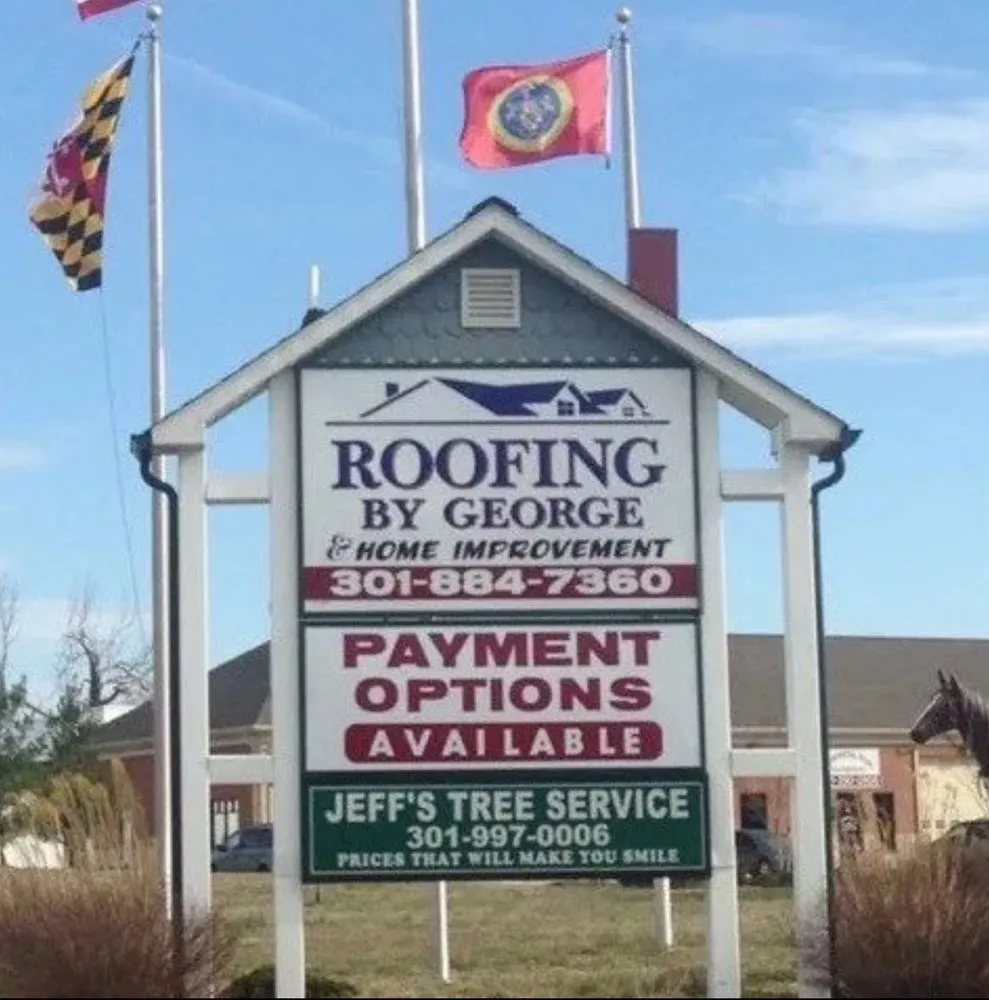 ROOFING
BY GEORGE
& HOME IMPROVEMENT
301-884-7360
PAYMENT
OPTIONS
AVAILABLE
JEFF'S TREE SERVICE
301-997-0006
PRICES THAT WILL MAKE YOU SMILE